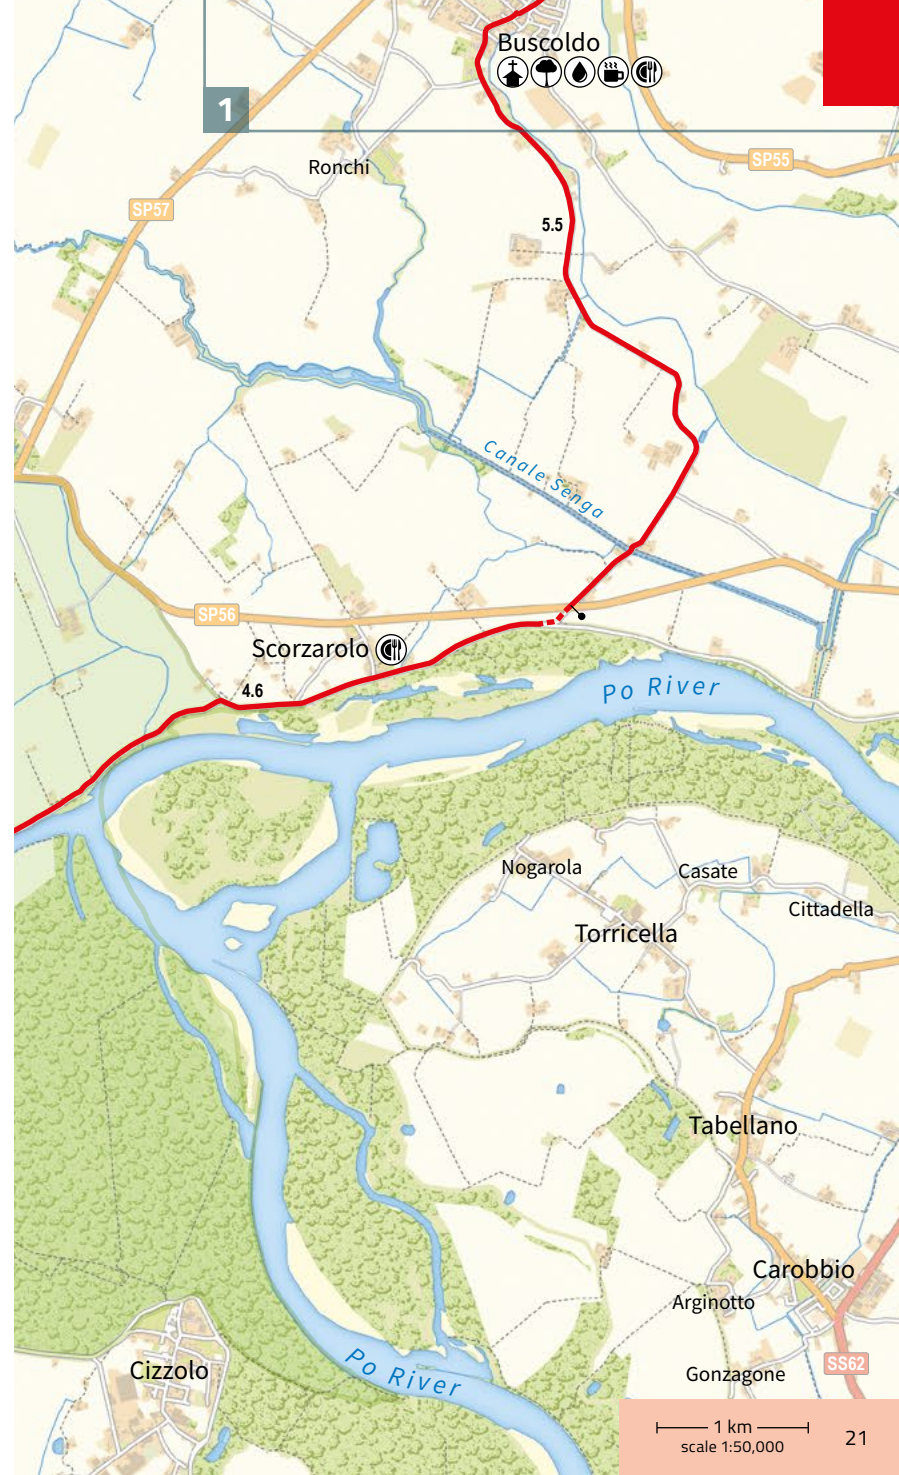 Buscoldo
1
SP55
Ronchi
SP57
5.5
Canale Senga
SP56
Scorzarolo
4.6
Po River
Nogarola
Casate
Cittadella
Torricella
Tabellano
Carobbio
Arginotto
SS62
Cizzolo
Po River
Gonzagone
1 km
scale 1:50,000
21